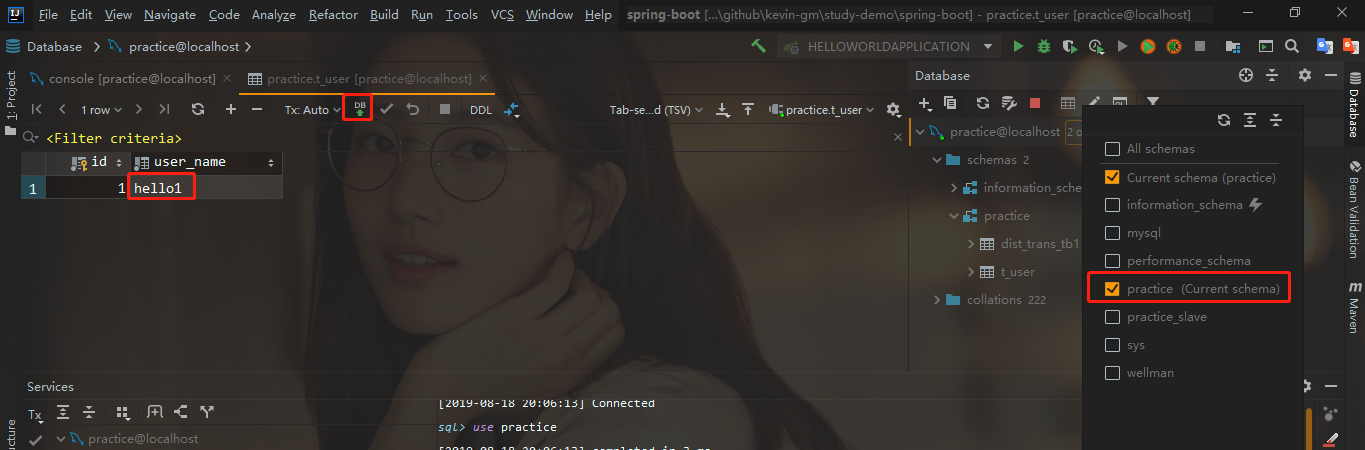 File Edit View Navigate Code Analyze Refactor Build Run Tools VCS Window Help spring-boot [...\github\kevin-gm\study-demo\spring-boot] - practice.t_user [practice@localhost]
Database practice@localhost HELLOWORLDAPPLICATION
console [practice@localhost] practice.t_user [practice@localhost]
1 row Tx: Auto DB DDL Tab-se...d (TSV) practice.t_user
<Filter criteria>
id user_name
1 1 hello1
Database
practice@localhost
schemas 2
information_sche
practice
dist_trans_tb1
t_user
collations 222
All schemas
Current schema (practice)
information_schema
mysql
performance_schema
practice (Current schema)
practice_slave
sys
wellman
1: Project
Database
Bean Validation
Maven
Services
Tx
practice@localhost
[2019-08-18 20:06:13] Connected
sql> use practice